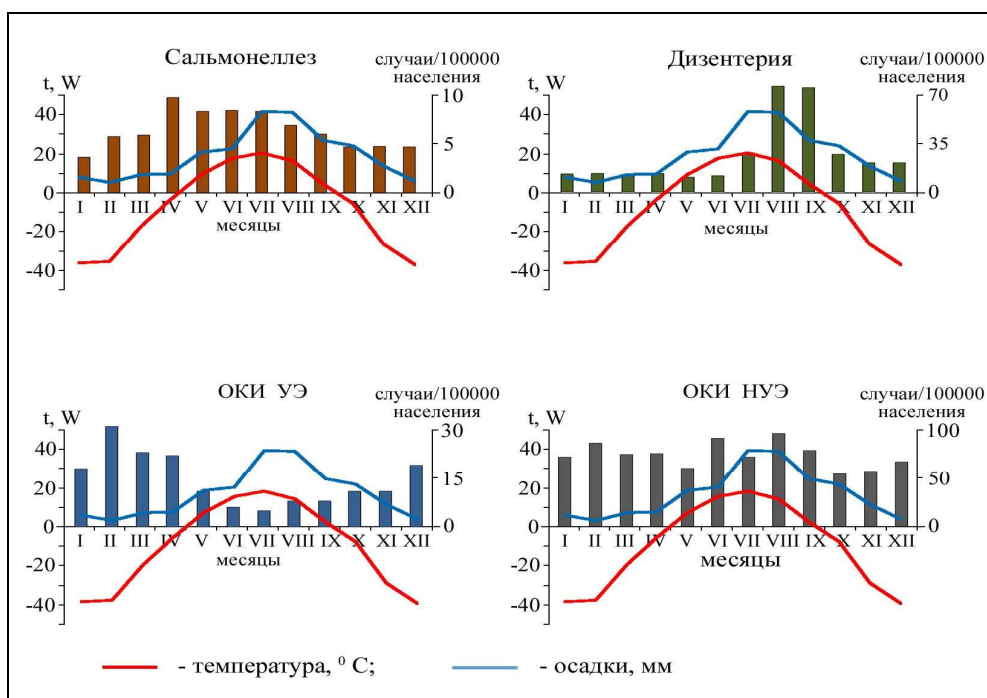 Сальмонеллез
t, W
случаи/100000
населения
40
20
0
-20
-40
10
5
0
I II III IV V VI VII VIII IX X XI XII
месяцы
Дизентерия
t, W
случаи/100000
населения
40
20
0
-20
-40
70
35
0
I II III IV V VI VII VIII IX X XI XII
месяцы
ОКИ УЭ
t, W
случаи/100000
населения
40
20
0
-20
-40
30
15
0
I II III IV V VI VII VIII IX X XI XII
месяцы
ОКИ НУЭ
t, W
случаи/100000
населения
40
20
0
-20
-40
100
50
0
I II III IV V VI VII VIII IX X XI XII
месяцы
- температура, ⁰ С;
- осадки, мм